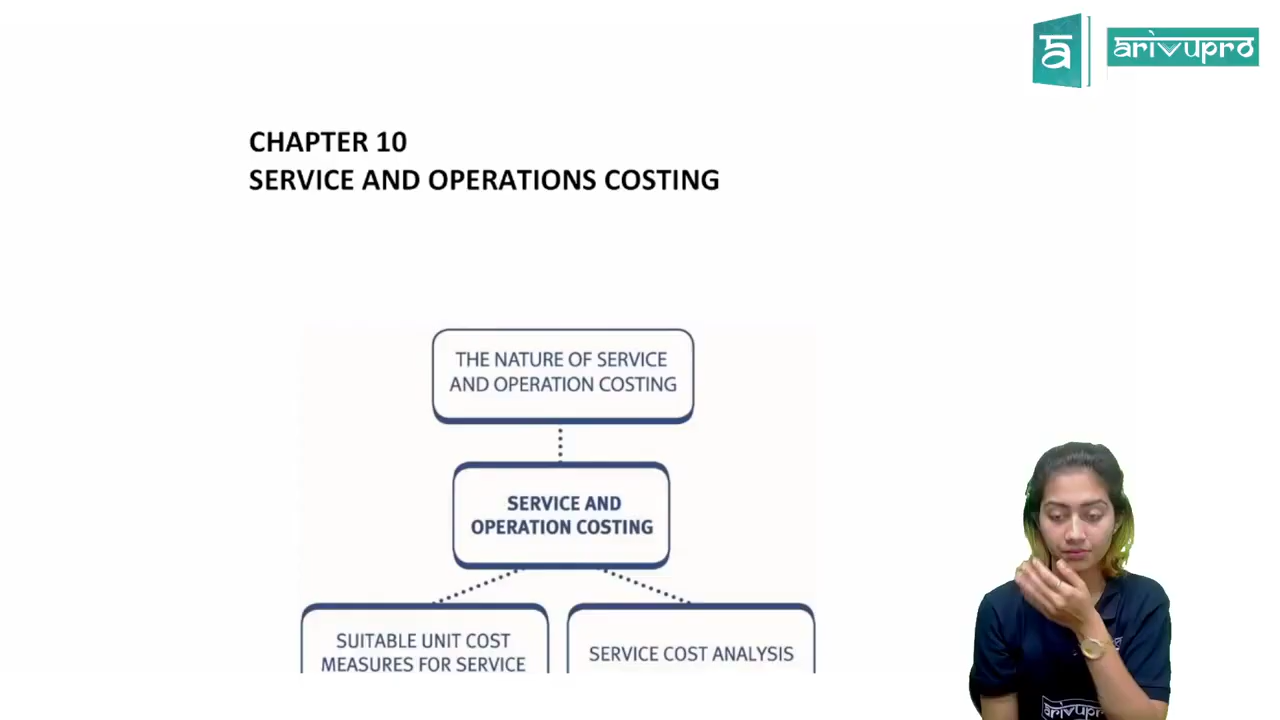 arivupro
CHAPTER 10
SERVICE AND OPERATIONS COSTING
THE NATURE OF SERVICE
AND OPERATION COSTING
SERVICE AND
OPERATION COSTING
SUITABLE UNIT COST
MEASURES FOR SERVICE
SERVICE COST ANALYSIS
arivupro